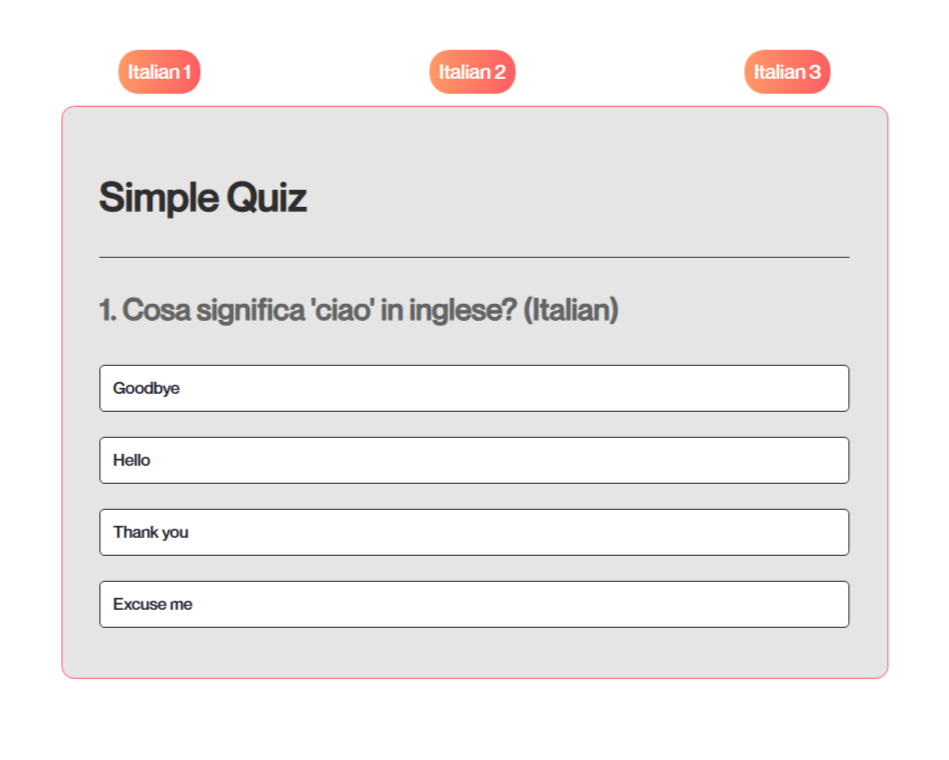 Italian 1
Italian 2
Italian 3
Simple Quiz
1. Cosa significa 'ciao' in inglese? (Italian)
Goodbye
Hello
Thank you
Excuse me